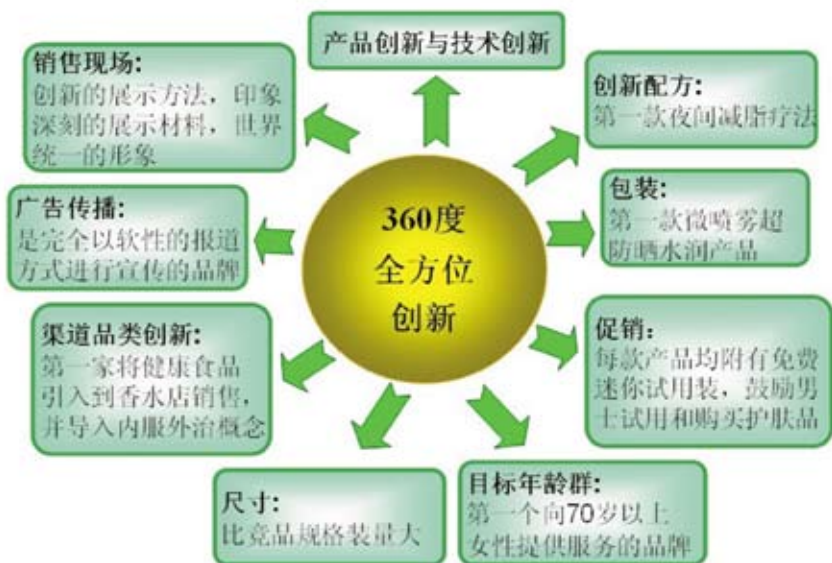 产品创新与技术创新
销售现场:
创新的展示方法，印象
深刻的展示材料，世界
统一的形象
创新配方:
第一款夜间减脂疗法
广告传播:
是完全以软性的报道
方式进行宣传的品牌
360度
全方位
创新
包装:
第一款微喷雾超
防晒水润产品
渠道品类创新:
第一家将健康食品
引入到香水店销售，
并导入内服外治概念
促销：
每款产品均附有免费
迷你试用装，鼓励男
士试用和购买护肤品
尺寸:
比竞品规格装量大
目标年龄群:
第一个向70岁以上
女性提供服务的品牌